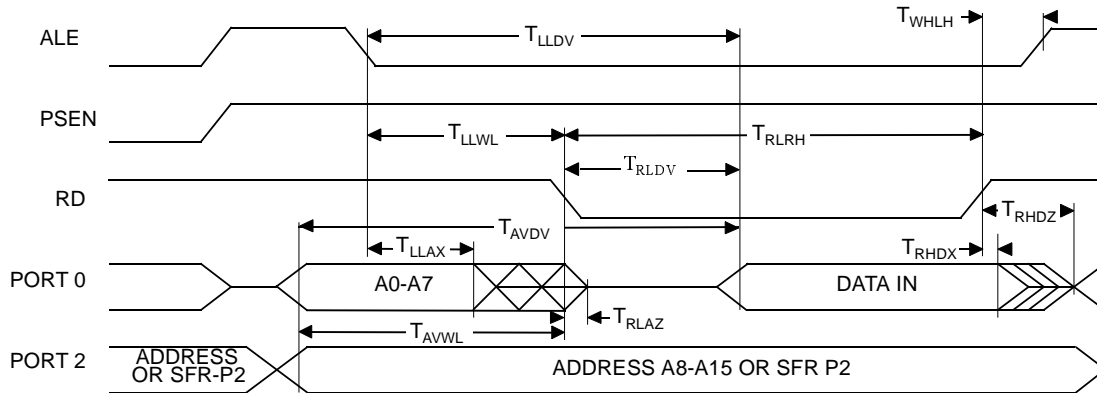 T_WHLH
ALE
T_LLDV
PSEN
T_LLWL
T_RLRH
T_RLDV
RD
T_AVDV
T_RHDZ
T_LLAX
T_RHDX
PORT 0
A0-A7
DATA IN
T_RLAZ
T_AVWL
PORT 2
ADDRESS
OR SFR-P2
ADDRESS A8-A15 OR SFR P2